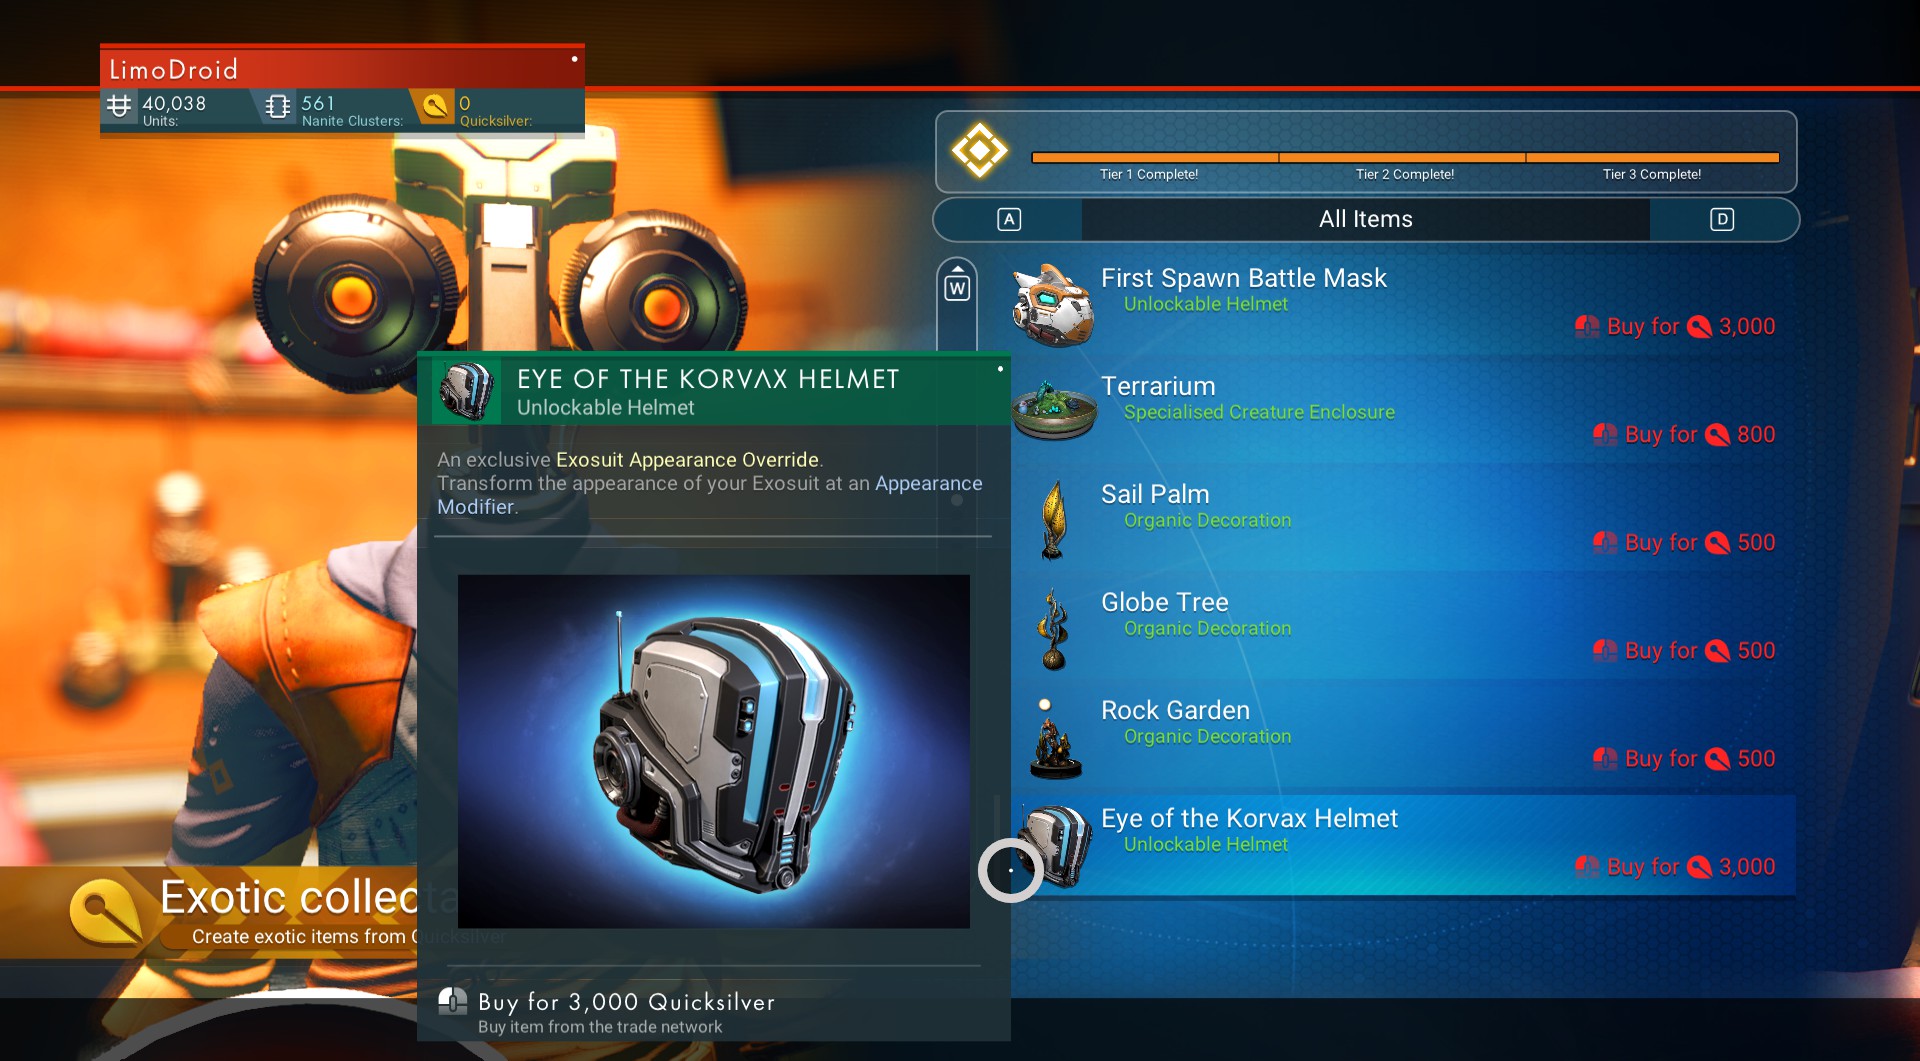 LimoDroid
40,038
Units:
561
Nanite Clusters:
0
Quicksilver:
Tier 1 Complete!
Tier 2 Complete!
Tier 3 Complete!
A
All Items
D
W
First Spawn Battle Mask
Unlockable Helmet
Buy for 3,000
Terrarium
Specialised Creature Enclosure
Buy for 800
Sail Palm
Organic Decoration
Buy for 500
Globe Tree
Organic Decoration
Buy for 500
Rock Garden
Organic Decoration
Buy for 500
Eye of the Korvax Helmet
Unlockable Helmet
Buy for 3,000
EYE OF THE KORVAX HELMET
Unlockable Helmet
An exclusive Exosuit Appearance Override.
Transform the appearance of your Exosuit at an Appearance
Modifier.
Buy for 3,000 Quicksilver
Buy item from the trade network
Exotic collecta
Create exotic items from Quicksilver